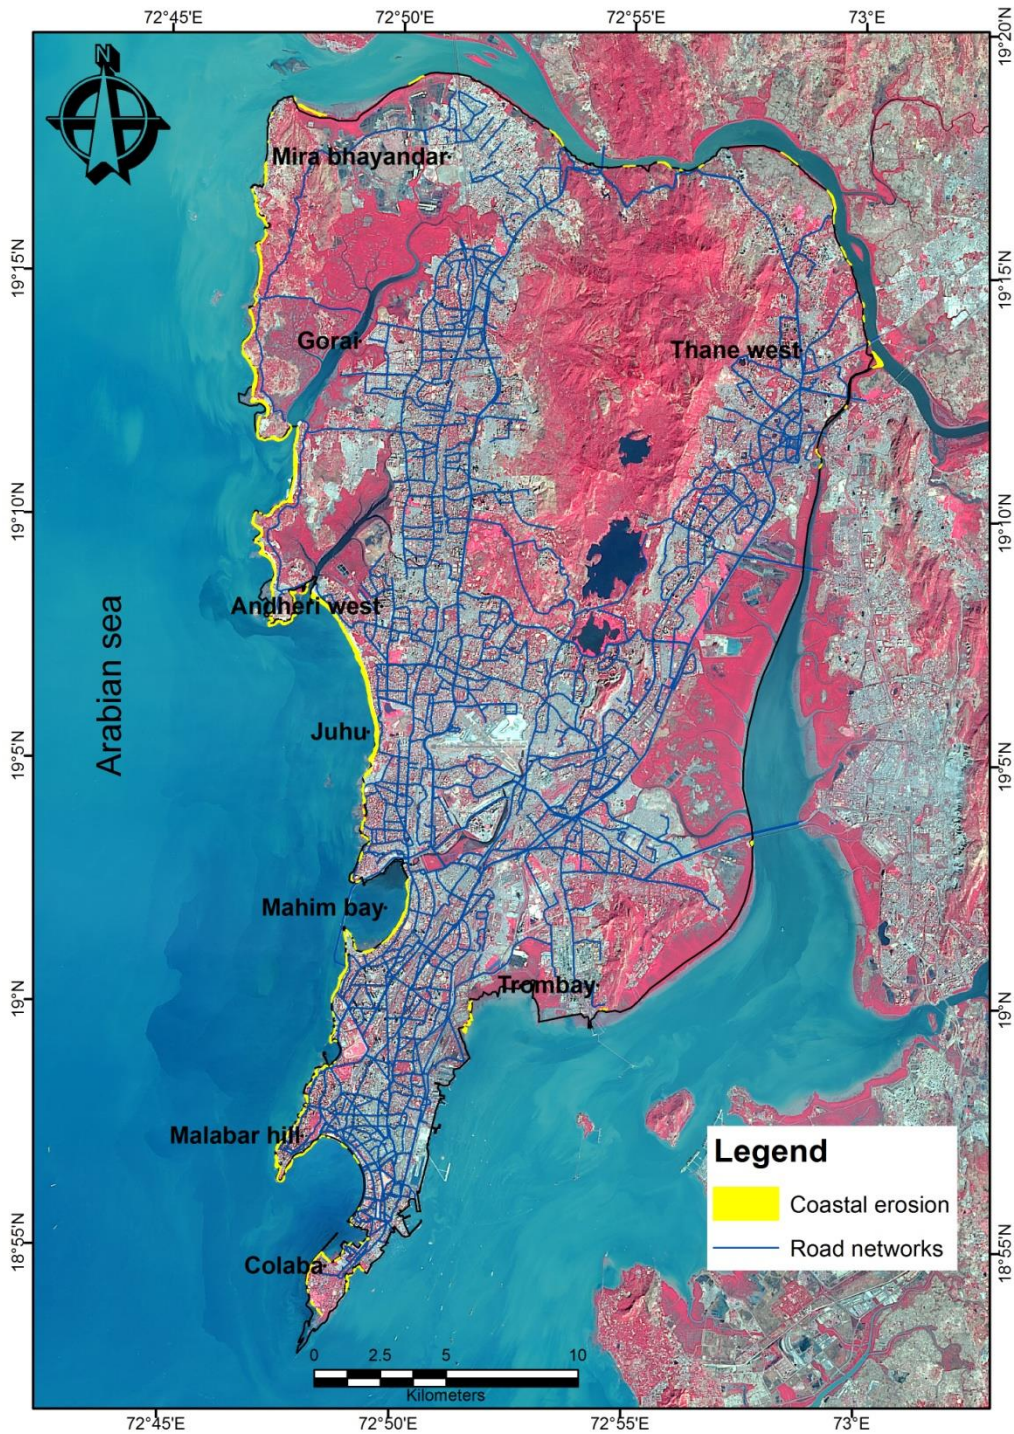 72°45'E
72°50'E
72°55'E
73°E
19°20'N
N
Mira bhayandar
19°15'N
19°15'N
Gorai
Thane west
19°10'N
19°10'N
Andheri west
Arabian sea
Juhu
19°5'N
19°5'N
Mahim bay
Trombay
19°N
19°N
Malabar hill
Legend
Coastal erosion
Road networks
18°55'N
18°55'N
Colaba
0 2.5 5 10
Kilometers
72°45'E
72°50'E
72°55'E
73°E